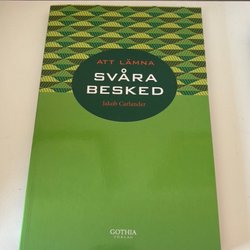 ATT LÄMNA
SVÅRA
BESKED
Jakob Carlander
GOTHIA
FÖRLAG